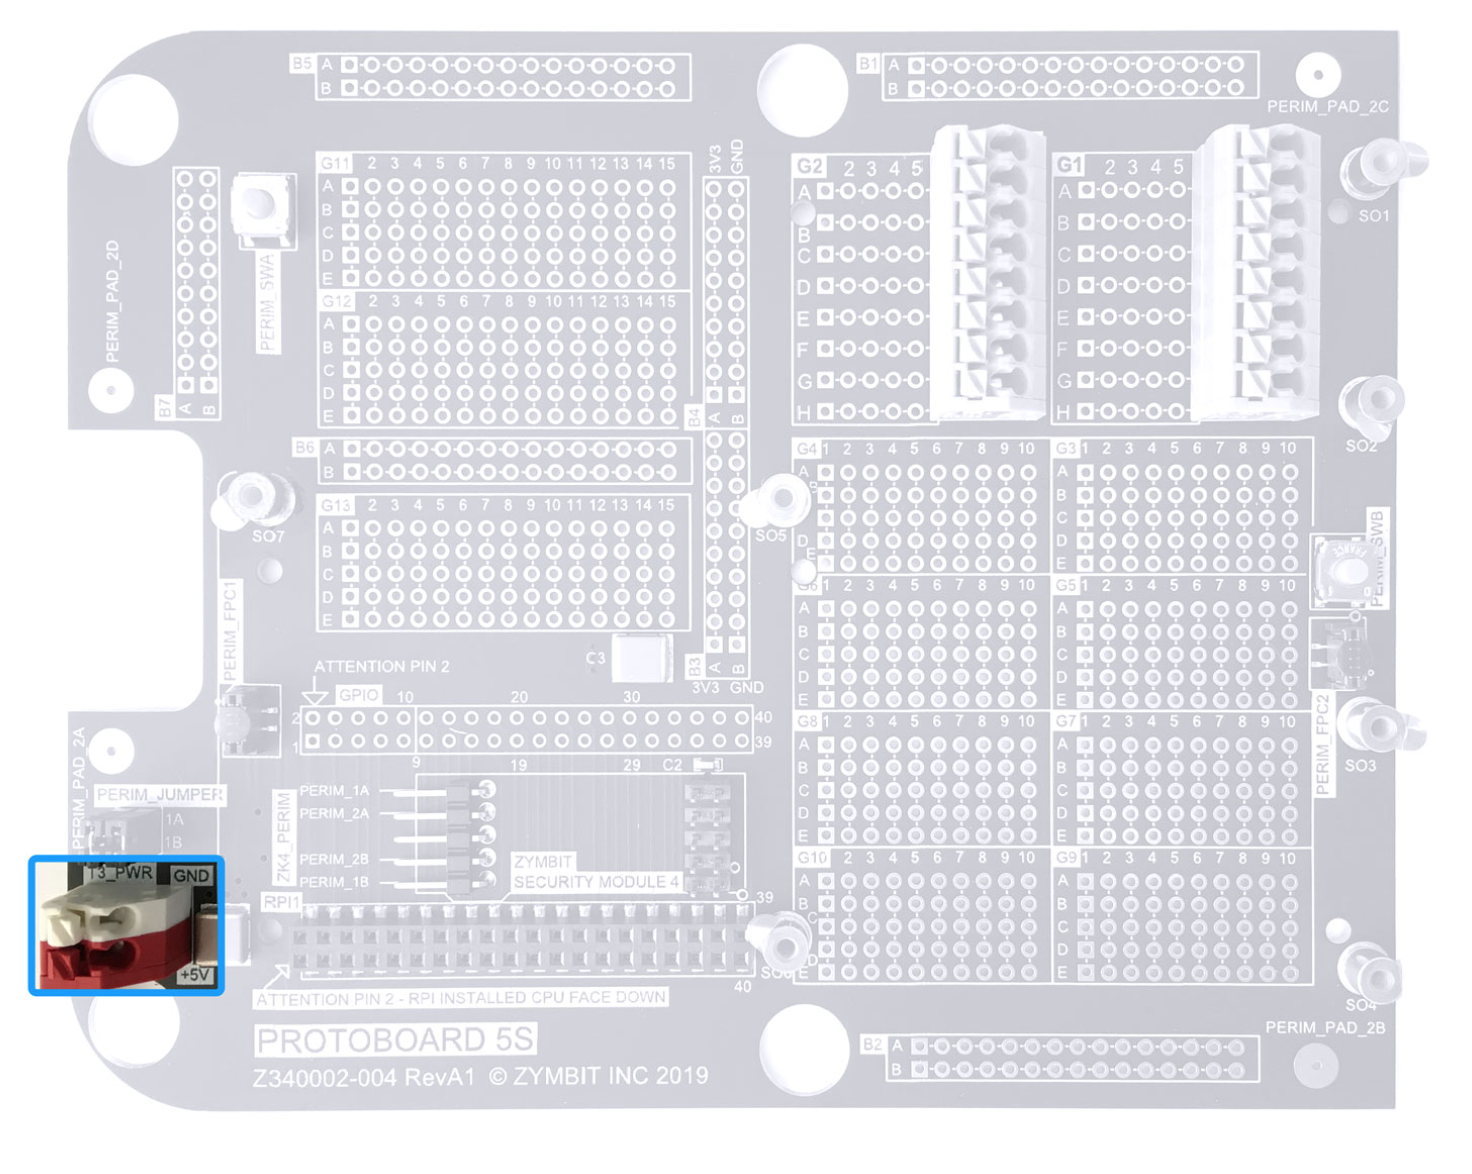 B5 A
B
B1 A
B
PERIM_PAD_2C
G11 2 3 4 5 6 7 8 9 10 11 12 13 14 15
A
B
C
D
E
3V3 GND
G2 2 3 4 5
A
B
C
D
E
F
G
H
G1 2 3 4 5
A
B
C
D
E
F
G
H
SO1
PERIM_PAD_2D
PERIM_SWA
B7 A B
G12 2 3 4 5 6 7 8 9 10 11 12 13 14 15
A
B
C
D
E
B4 A B
SO2
B6 A
B
G13 2 3 4 5 6 7 8 9 10 11 12 13 14 15
A
B
C
D
E
SO7
SO5
G4 1 2 3 4 5 6 7 8 9 10
A
B
D
E
G3 1 2 3 4 5 6 7 8 9 10
A
B
C
D
E
PERIM_SWB
PERIM_FPC1
G6 1 2 3 4 5 6 7 8 9 10
A
B
C
D
E
G5 1 2 3 4 5 6 7 8 9 10
A
B
C
D
E
C3
B3 A B
3V3 GND
ATTENTION PIN 2
GPIO 10 20 30
2 40
1 39
9 19 29 C2
PERIM_FPC2
SO3
G8 1 2 3 4 5 6 7 8 9 10
A
B
C
D
E
G7 1 2 3 4 5 6 7 8 9 10
A
B
C
D
E
PERIM_PAD_2A
PERIM_JUMPER
1A
1B
ZK4_PERIM
PERIM_1A
PERIM_2A
PERIM_2B
PERIM_1B
ZYMBIT
SECURITY MODULE 4
G10 1 2 3 4 5 6 7 8 9 10
A
B
C
D
E
G9 1 2 3 4 5 6 7 8 9 10
A
B
C
D
E
T3_PWR GND
+5V
RPI1 39
40
SO4
ATTENTION PIN 2 - RPI INSTALLED CPU FACE DOWN
PROTOBOARD 5S
Z340002-004 RevA1 © ZYMBIT INC 2019
B2 A
B
PERIM_PAD_2B